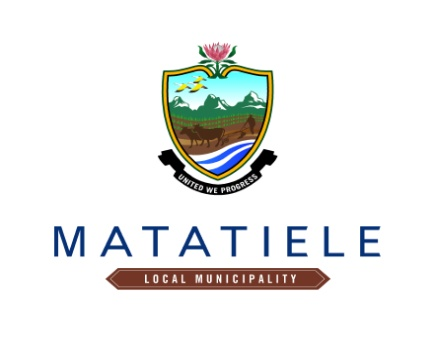 UNITED WE PROGRESS
MATATIELE
LOCAL MUNICIPALITY